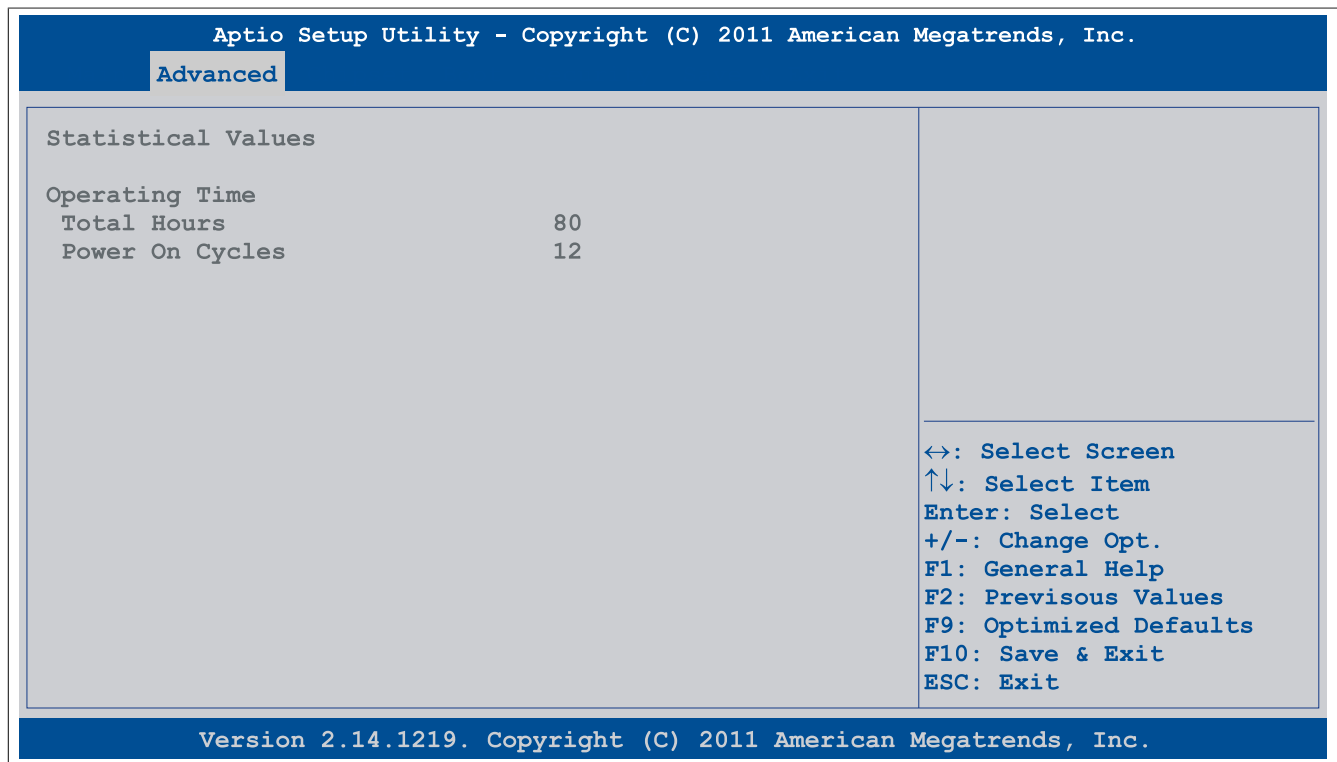 Aptio Setup Utility - Copyright (C) 2011 American Megatrends, Inc.
Advanced
Statistical Values
Operating Time
Total Hours 80
Power On Cycles 12
↔: Select Screen
↑↓: Select Item
Enter: Select
+/-: Change Opt.
F1: General Help
F2: Previsous Values
F9: Optimized Defaults
F10: Save & Exit
ESC: Exit
Version 2.14.1219. Copyright (C) 2011 American Megatrends, Inc.